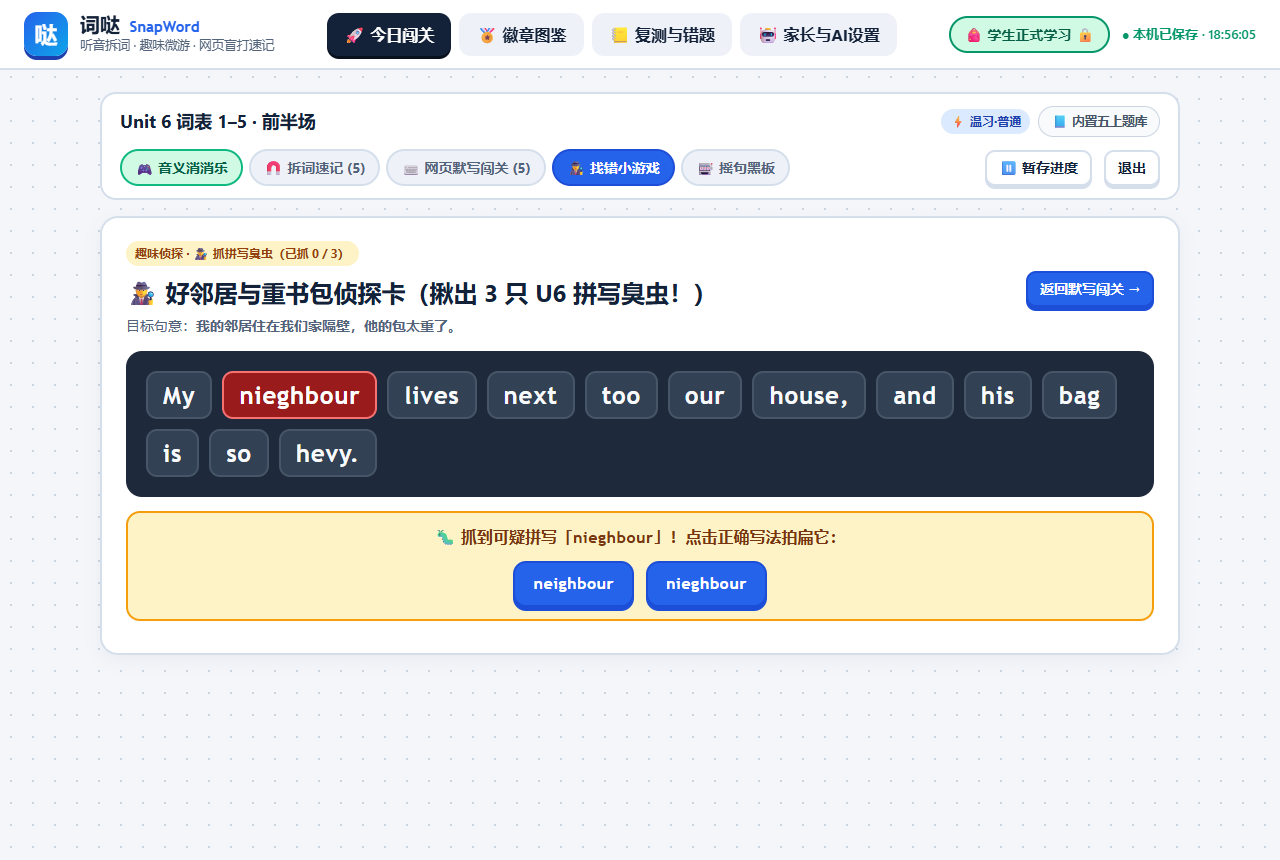 哒 词哒 SnapWord
听音拆词 · 趣味微游 · 网页盲打速记
🚀 今日闯关 🏅 徽章图鉴 📒 复测与错题 🤖 家长与AI设置
🎒 学生正式学习 🔒 ● 本机已保存 · 18:56:05
Unit 6 词表 1–5 · 前半场 ⚡ 温习·普通 📘 内置五上题库
🎮 音义消消乐 🧲 拆词速记 (5) ⌨️ 网页默写闯关 (5) 🕵️ 找错小游戏 🎰 摇句黑板 ⏸️ 暂存进度 退出
趣味侦探 · 🕵️ 抓拼写臭虫（已抓 0 / 3）
🕵️ 好邻居与重书包侦探卡（揪出 3 只 U6 拼写臭虫！） 返回默写闯关 →
目标句意：我的邻居住在我们家隔壁，他的包太重了。
My nieghbour lives next too our house, and his bag
is so hevy.
🐛 抓到可疑拼写「nieghbour」！点击正确写法拍扁它：
neighbour nieghbour